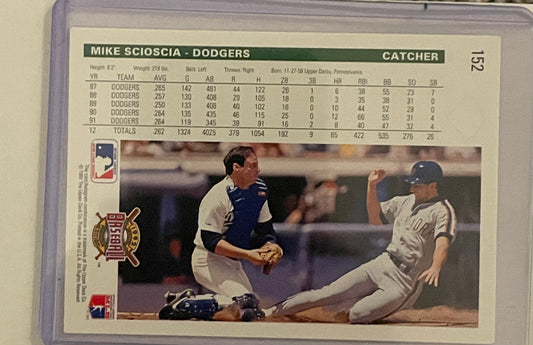 MIKE SCIOSCIA - DODGERS CATCHER
152
Height: 6'2" Weight: 219 lbs. Bats: Left Throws: Right Born: 11-27-58 Upper Darby, Pennsylvania
YR TEAM AVG G AB R H 2B 3B HR RBI BB SO SB
87 DODGERS .265 142 461 44 122 26 1 6 38 55 23 7
88 DODGERS .257 130 408 29 105 18 0 3 35 38 31 0
89 DODGERS .250 133 408 40 102 16 0 10 44 52 29 0
90 DODGERS .264 135 435 46 115 25 0 12 66 55 31 4
91 DODGERS .264 119 345 39 91 16 2 8 40 47 32 4
12 TOTALS .262 1324 4025 379 1054 192 9 65 422 535 276 26
BASEBALL